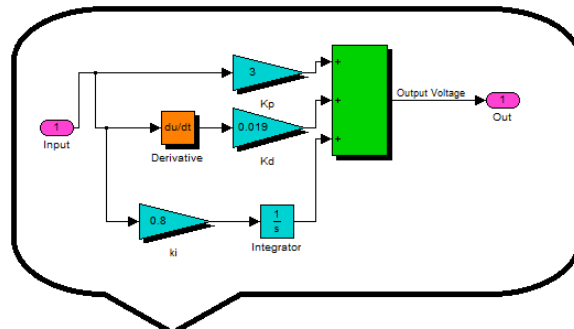 3
+
Kp
Output Voltage
1
Out
1
Input
du/dt
Derivative
0.019
Kd
+
+
0.8
ki
1
s
Integrator